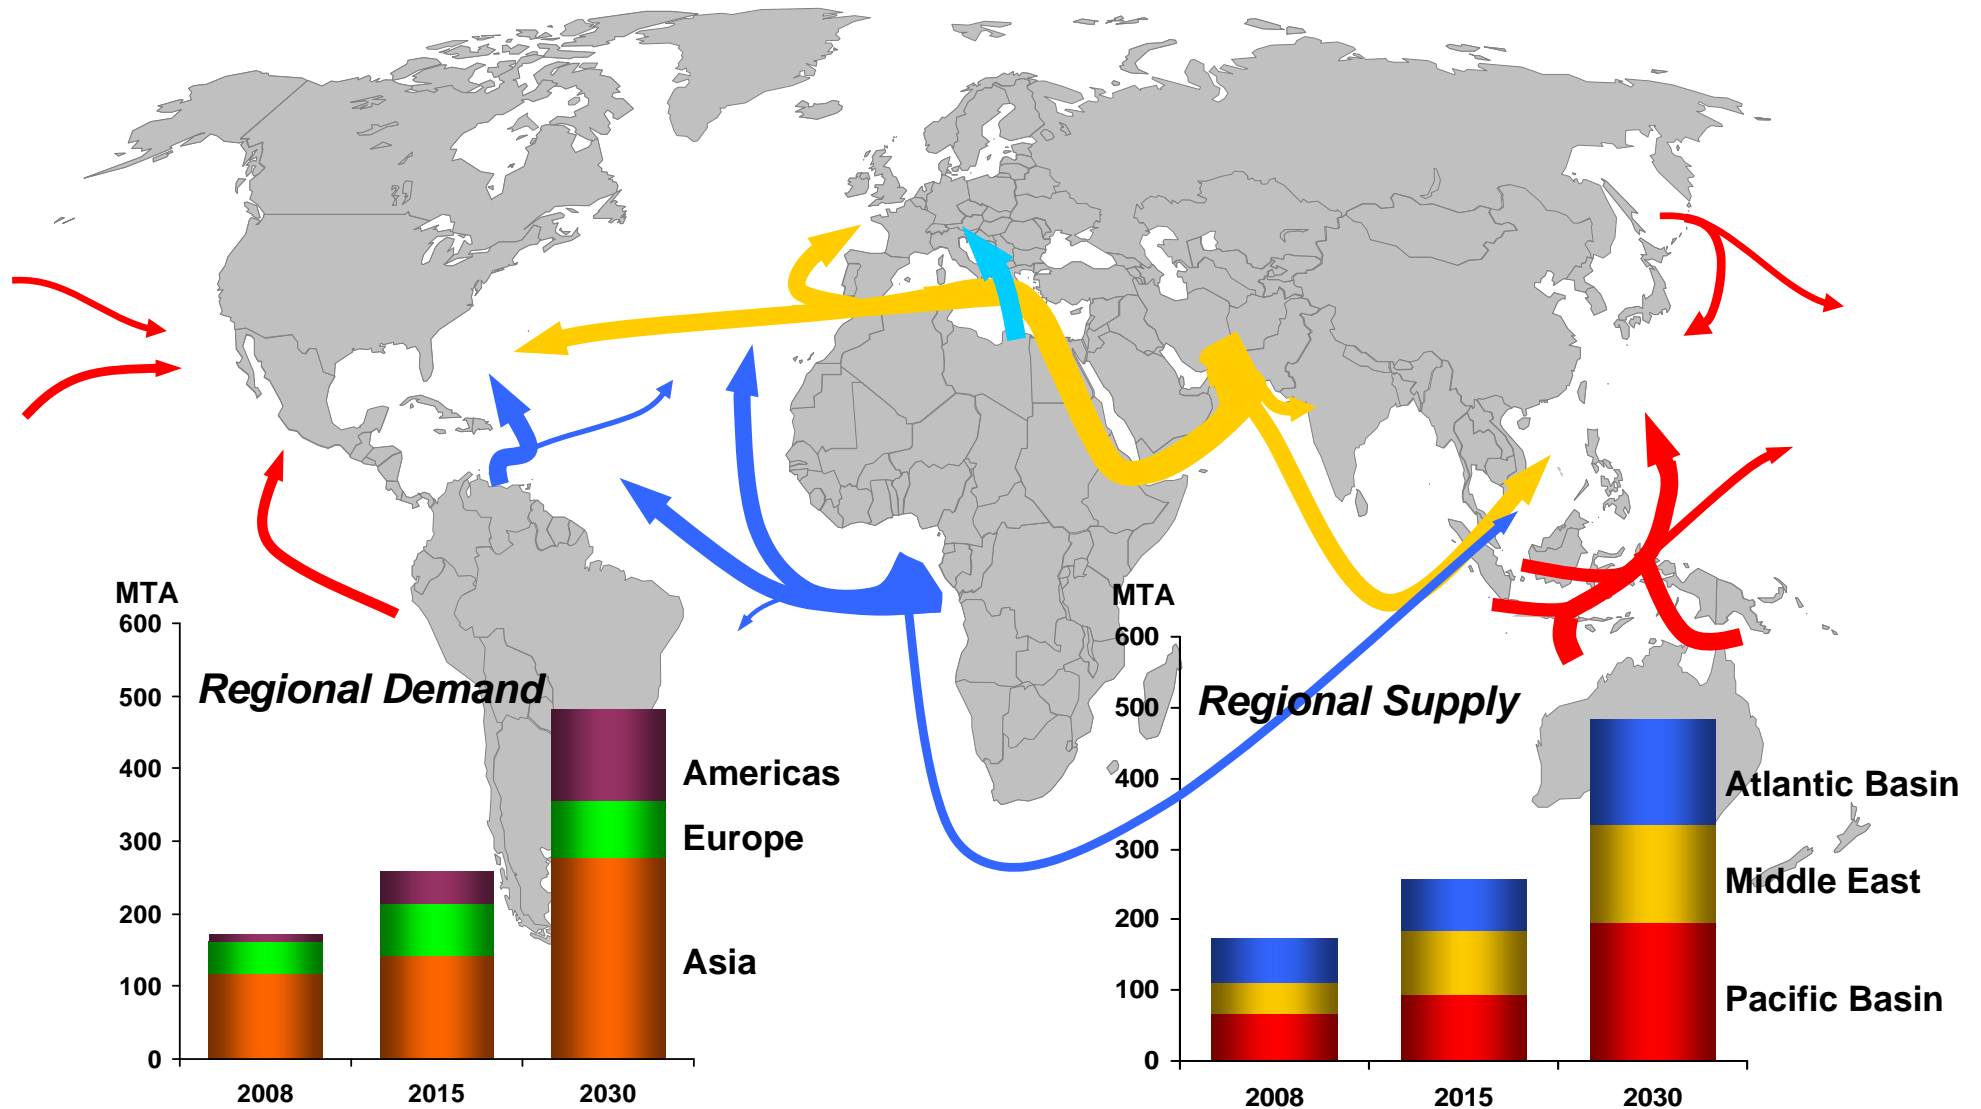 MTA
600
500
400
300
200
100
0
Regional Demand
Americas
Europe
Asia
2008 2015 2030
MTA
600
500
400
300
200
100
0
Regional Supply
Atlantic Basin
Middle East
Pacific Basin
2008 2015 2030